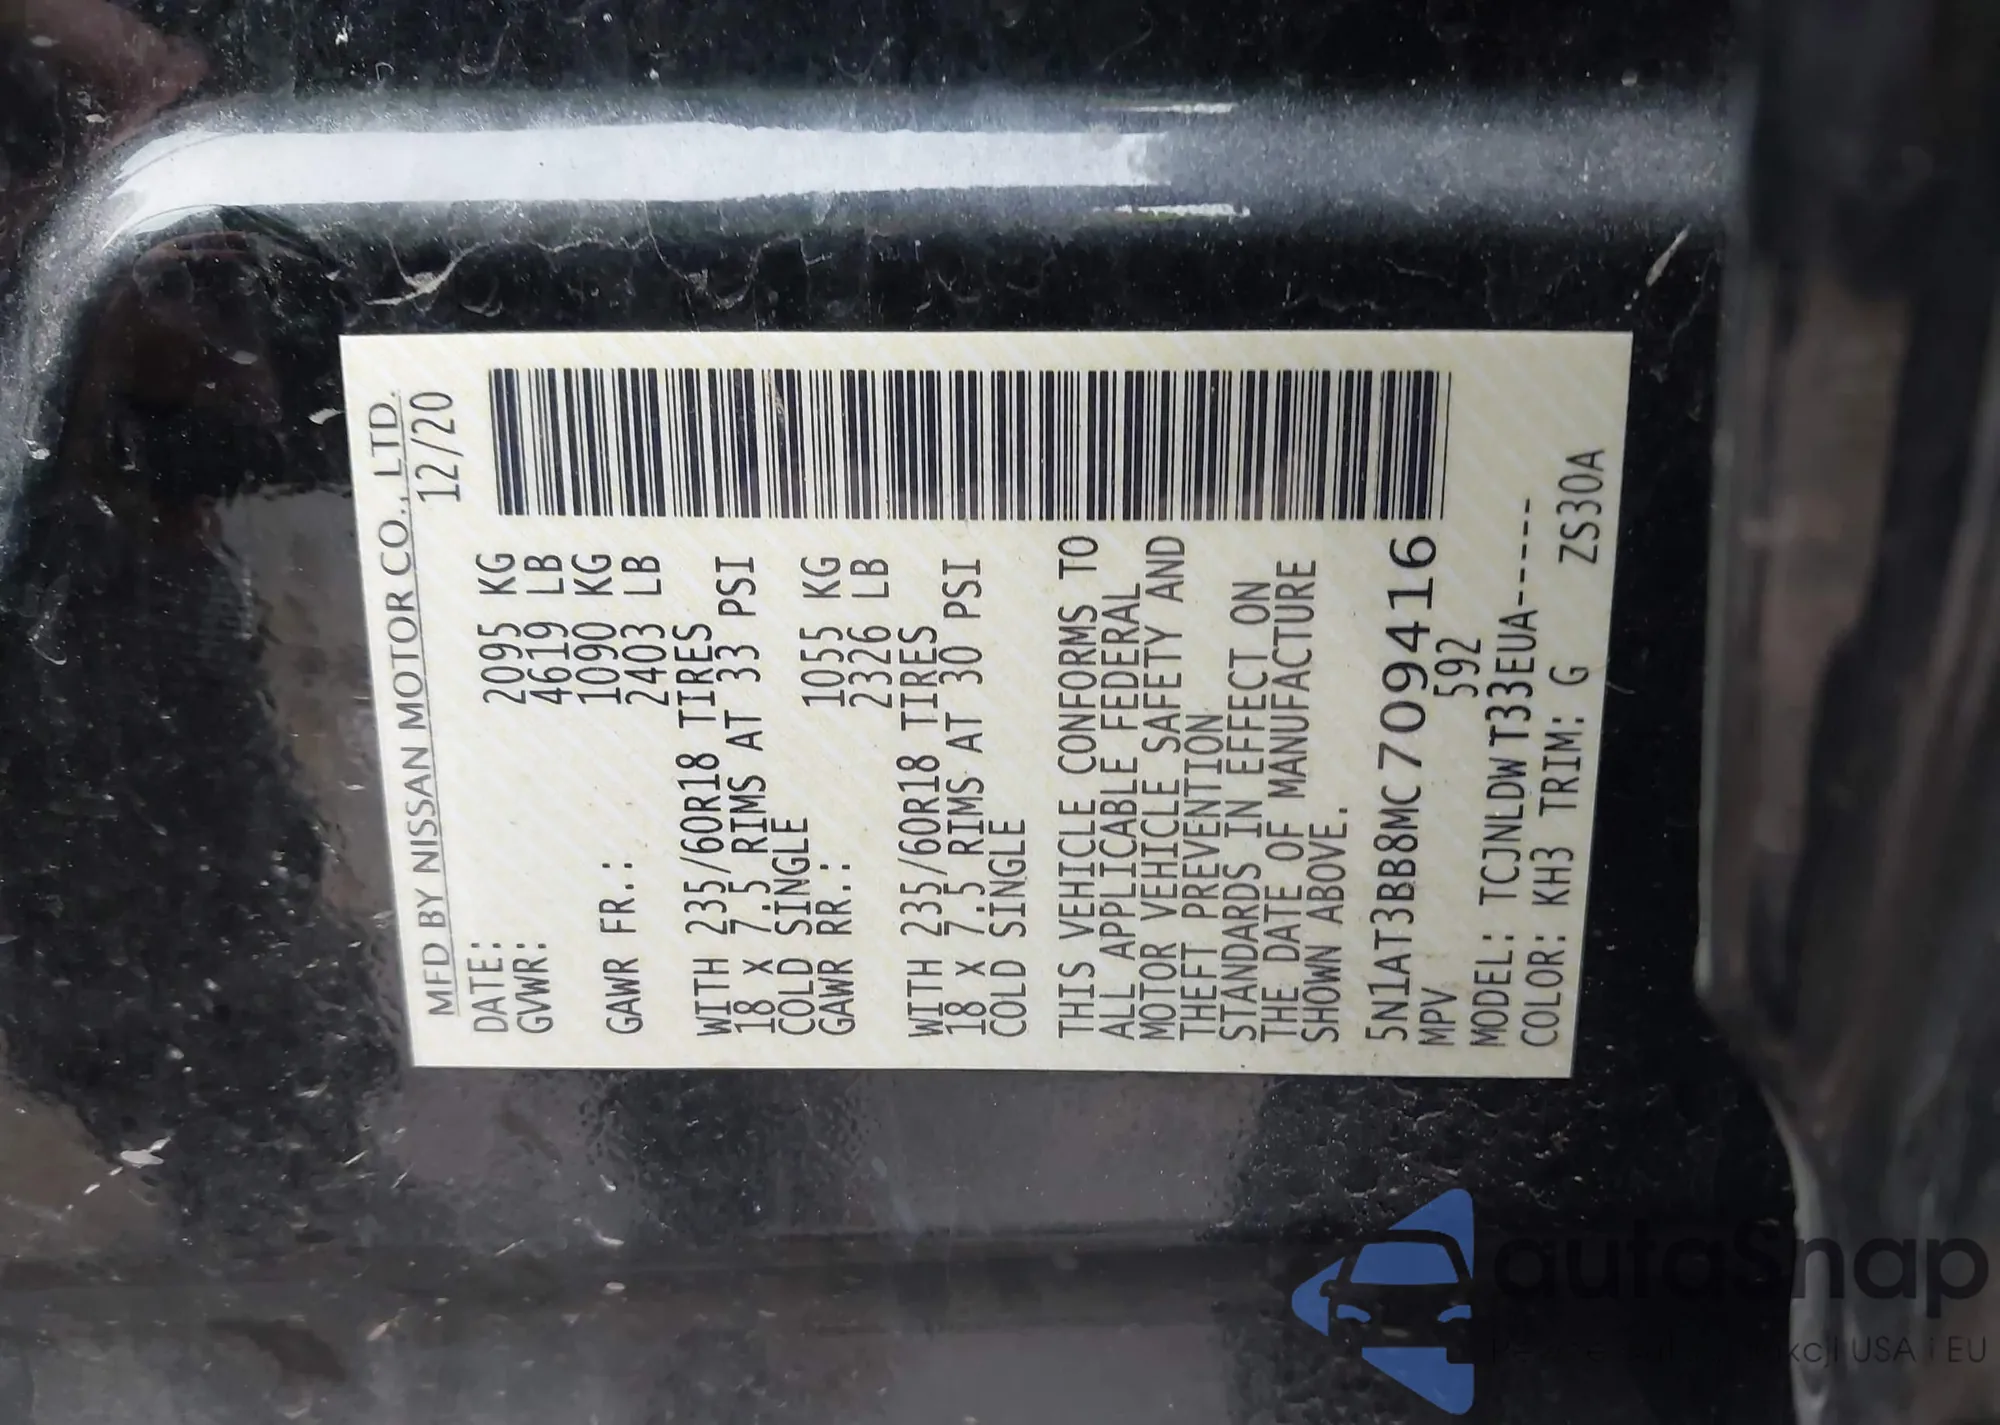 MFD BY NISSAN MOTOR CO., LTD.
DATE: 12/20
GVWR: 2095 KG
4619 LB
GAWR FR.: 1090 KG
2403 LB
WITH 235/60R18 TIRES
18 X 7.5 RIMS AT 33 PSI
COLD SINGLE
GAWR RR.: 1055 KG
2326 LB
WITH 235/60R18 TIRES
18 X 7.5 RIMS AT 30 PSI
COLD SINGLE
THIS VEHICLE CONFORMS TO
ALL APPLICABLE FEDERAL
MOTOR VEHICLE SAFETY AND
THEFT PREVENTION
STANDARDS IN EFFECT ON
THE DATE OF MANUFACTURE
SHOWN ABOVE.
5N1AT3BB8MC709416
MPV 592
MODEL: TCJNLDWT33EUA-----
COLOR: KH3 TRIM: G ZS30A
autoSnap
USA i EU